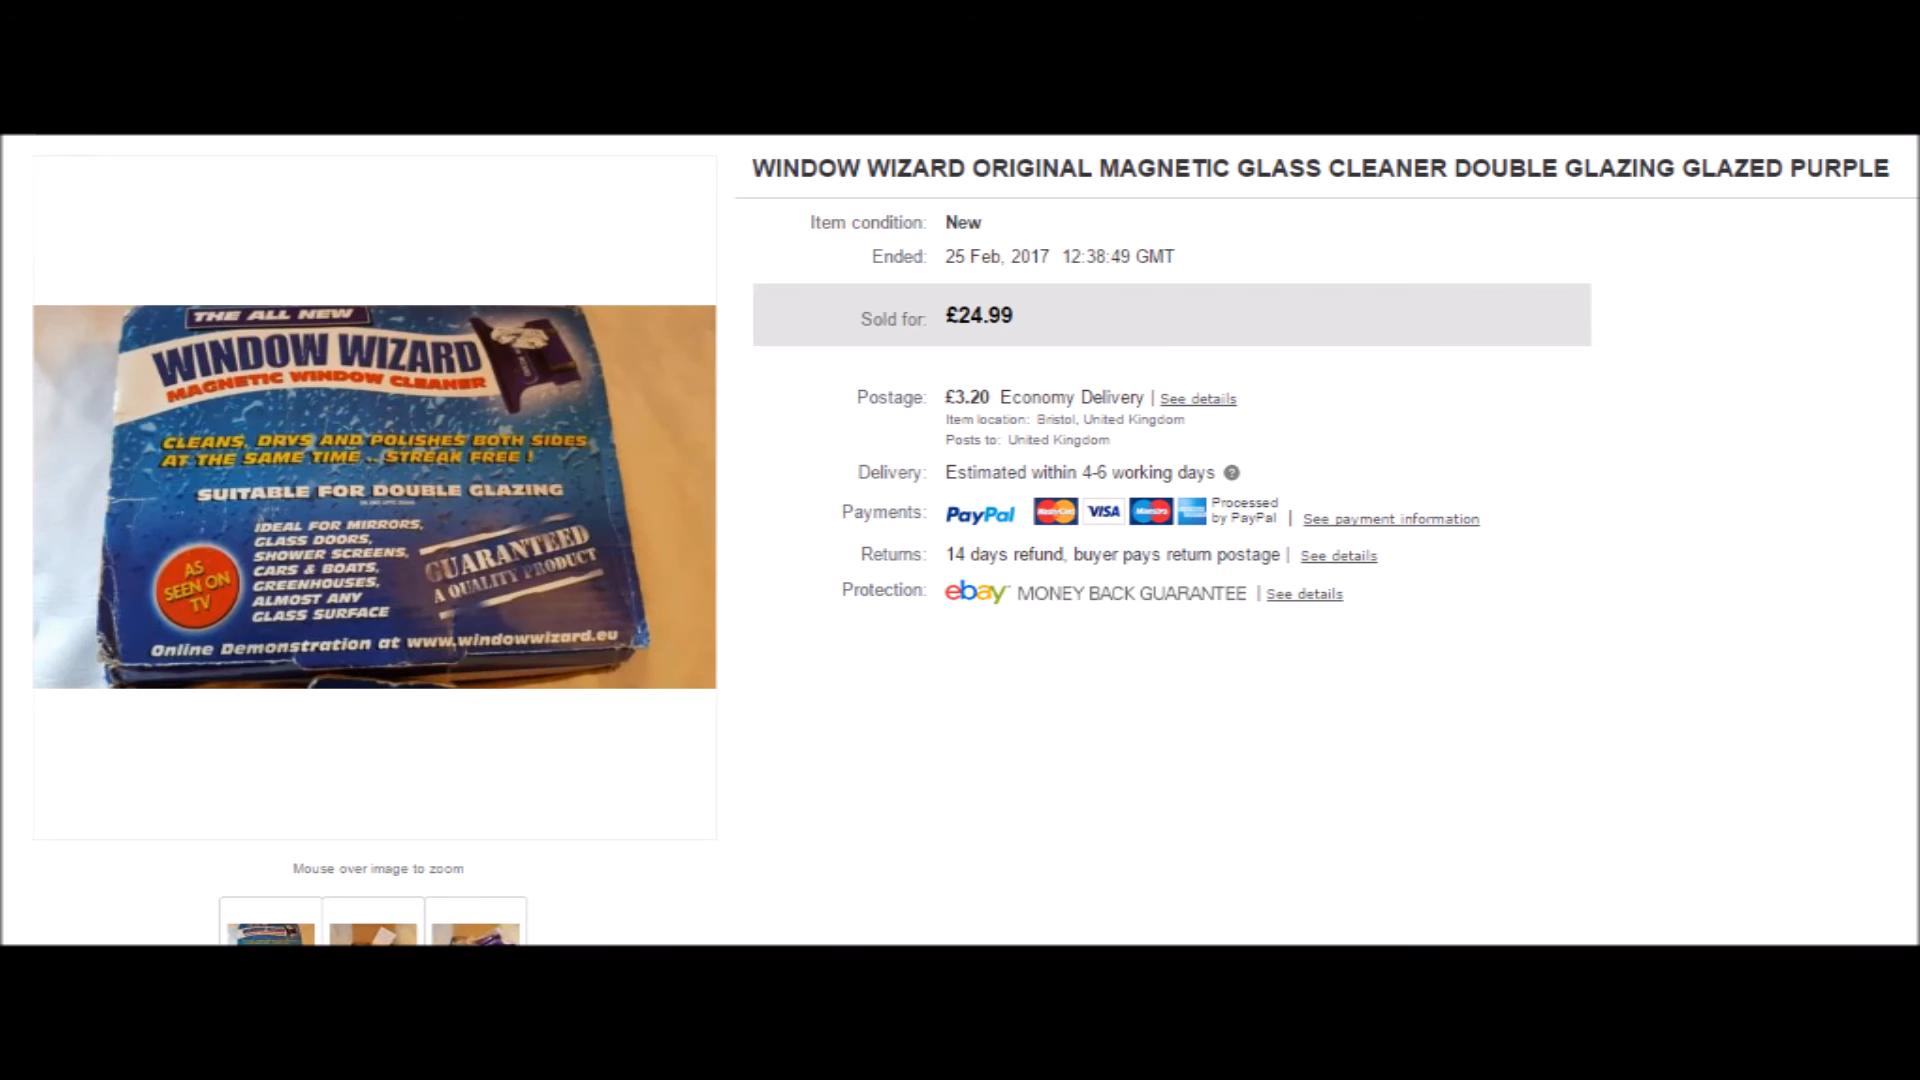 WINDOW WIZARD ORIGINAL MAGNETIC GLASS CLEANER DOUBLE GLAZING GLAZED PURPLE
Item condition: New
Ended: 25 Feb, 2017 12:38:49 GMT
Sold for: £24.99
Postage: £3.20 Economy Delivery | See details
Item location: Bristol, United Kingdom
Posts to: United Kingdom
Delivery: Estimated within 4-6 working days ?
Payments: PayPal MasterCard VISA Maestro Processed by PayPal | See payment information
Returns: 14 days refund, buyer pays return postage | See details
Protection: ebay MONEY BACK GUARANTEE | See details
THE ALL NEW
WINDOW WIZARD
MAGNETIC WINDOW CLEANER
CLEANS, DRYS AND POLISHES BOTH SIDES
AT THE SAME TIME .. STREAK FREE !
SUITABLE FOR DOUBLE GLAZING
IDEAL FOR MIRRORS,
GLASS DOORS,
SHOWER SCREENS,
CARS & BOATS,
GREENHOUSES,
ALMOST ANY
GLASS SURFACE
AS
SEEN ON
TV
GUARANTEED
A QUALITY PRODUCT
Online Demonstration at www.windowwizard.eu
Mouse over image to zoom